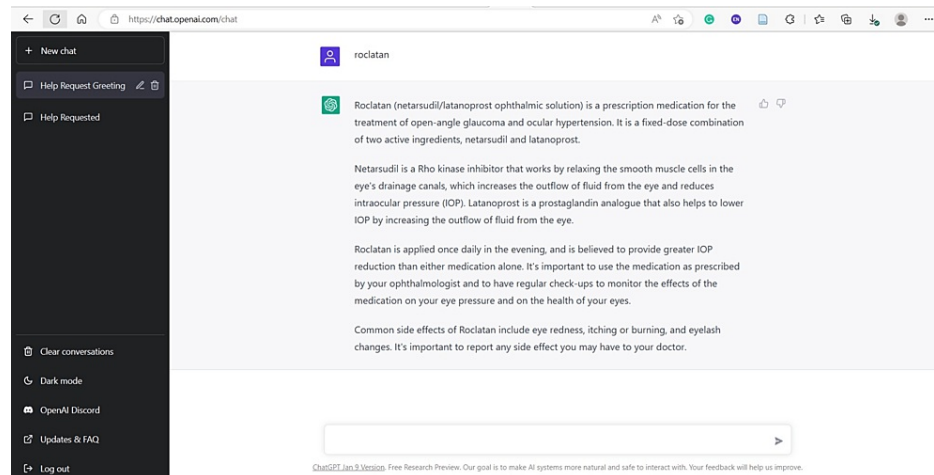 https://chat.openai.com/chat
+ New chat
Help Request Greeting
Help Requested
Clear conversations
Dark mode
OpenAI Discord
Updates & FAQ
Log out
roclatan
Roclatan (netarsudil/latanoprost ophthalmic solution) is a prescription medication for the
treatment of open-angle glaucoma and ocular hypertension. It is a fixed-dose combination
of two active ingredients, netarsudil and latanoprost.
Netarsudil is a Rho kinase inhibitor that works by relaxing the smooth muscle cells in the
eye's drainage canals, which increases the outflow of fluid from the eye and reduces
intraocular pressure (IOP). Latanoprost is a prostaglandin analogue that also helps to lower
IOP by increasing the outflow of fluid from the eye.
Roclatan is applied once daily in the evening, and is believed to provide greater IOP
reduction than either medication alone. It's important to use the medication as prescribed
by your ophthalmologist and to have regular check-ups to monitor the effects of the
medication on your eye pressure and on the health of your eyes.
Common side effects of Roclatan include eye redness, itching or burning, and eyelash
changes. It's important to report any side effect you may have to your doctor.
ChatGPT Jan 9 Version. Free Research Preview. Our goal is to make AI systems more natural and safe to interact with. Your feedback will help us improve.